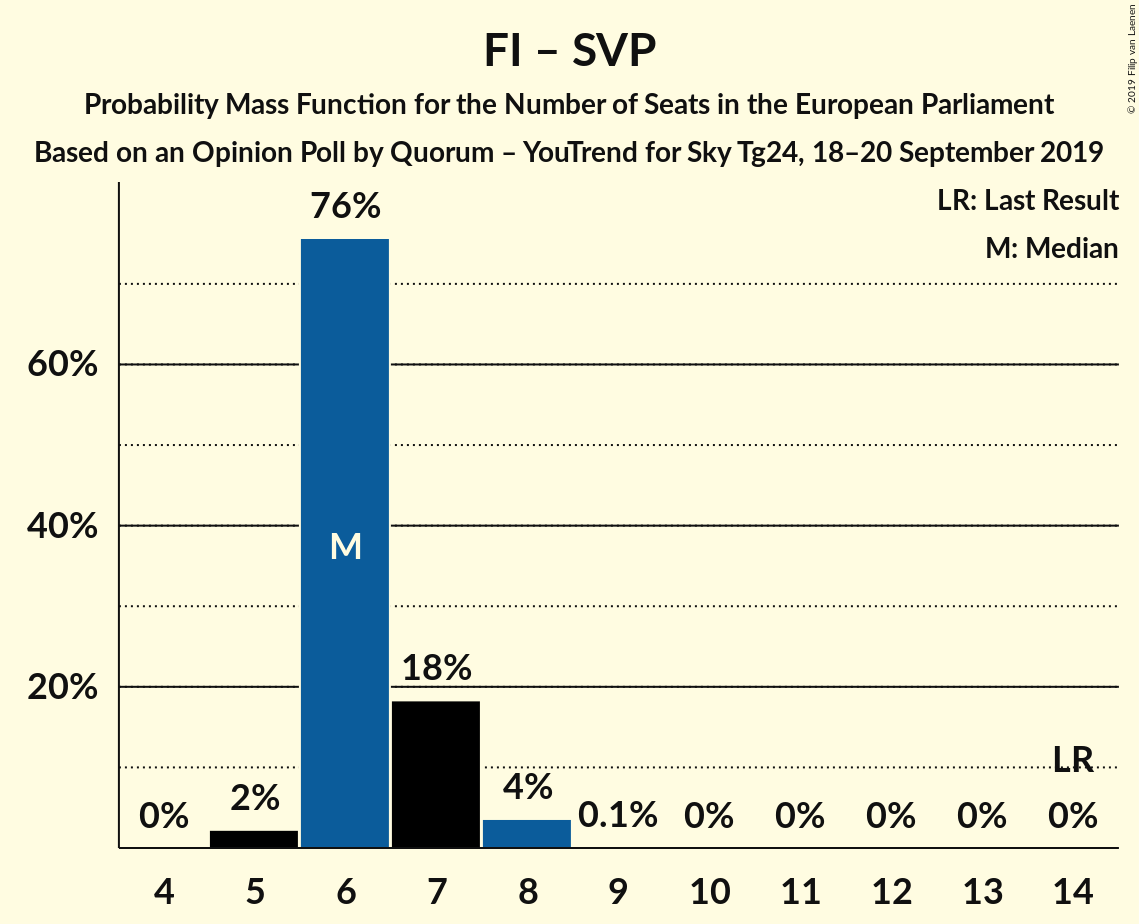 FI – SVP
Probability Mass Function for the Number of Seats in the European Parliament
Based on an Opinion Poll by Quorum – YouTrend for Sky Tg24, 18–20 September 2019
© 2019 Filip van Laenen
LR: Last Result
M: Median
76%
60%
40%
M
18%
20%
LR
0% 2% 4% 0.1% 0% 0% 0% 0% 0%
4 5 6 7 8 9 10 11 12 13 14